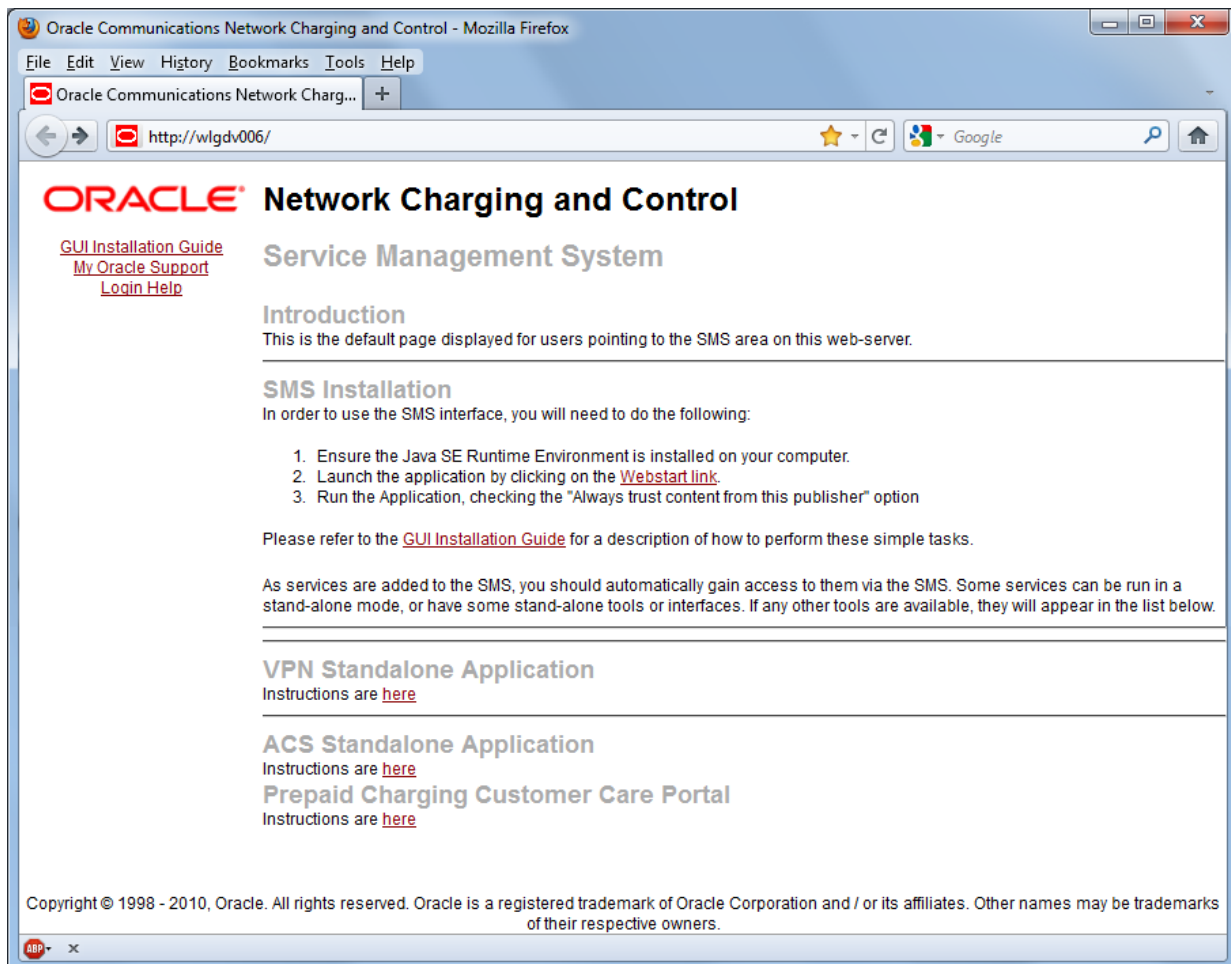 Oracle Communications Network Charging and Control - Mozilla Firefox
File Edit View History Bookmarks Tools Help
Oracle Communications Network Charg...
http://wlgdv006/
Google
ORACLE®
Network Charging and Control
GUI Installation Guide
My Oracle Support
Login Help
Service Management System
Introduction
This is the default page displayed for users pointing to the SMS area on this web-server.
SMS Installation
In order to use the SMS interface, you will need to do the following:
1. Ensure the Java SE Runtime Environment is installed on your computer.
2. Launch the application by clicking on the Webstart link.
3. Run the Application, checking the "Always trust content from this publisher" option
Please refer to the GUI Installation Guide for a description of how to perform these simple tasks.
As services are added to the SMS, you should automatically gain access to them via the SMS. Some services can be run in a
stand-alone mode, or have some stand-alone tools or interfaces. If any other tools are available, they will appear in the list below.
VPN Standalone Application
Instructions are here
ACS Standalone Application
Instructions are here
Prepaid Charging Customer Care Portal
Instructions are here
Copyright © 1998 - 2010, Oracle. All rights reserved. Oracle is a registered trademark of Oracle Corporation and / or its affiliates. Other names may be trademarks
of their respective owners.
ABP